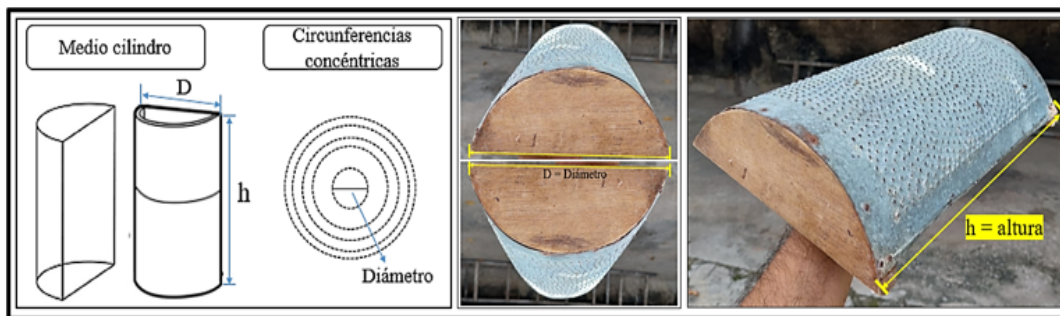 Medio cilindro
Circunferencias
concéntricas
D
h
Diámetro
D = Diámetro
h = altura